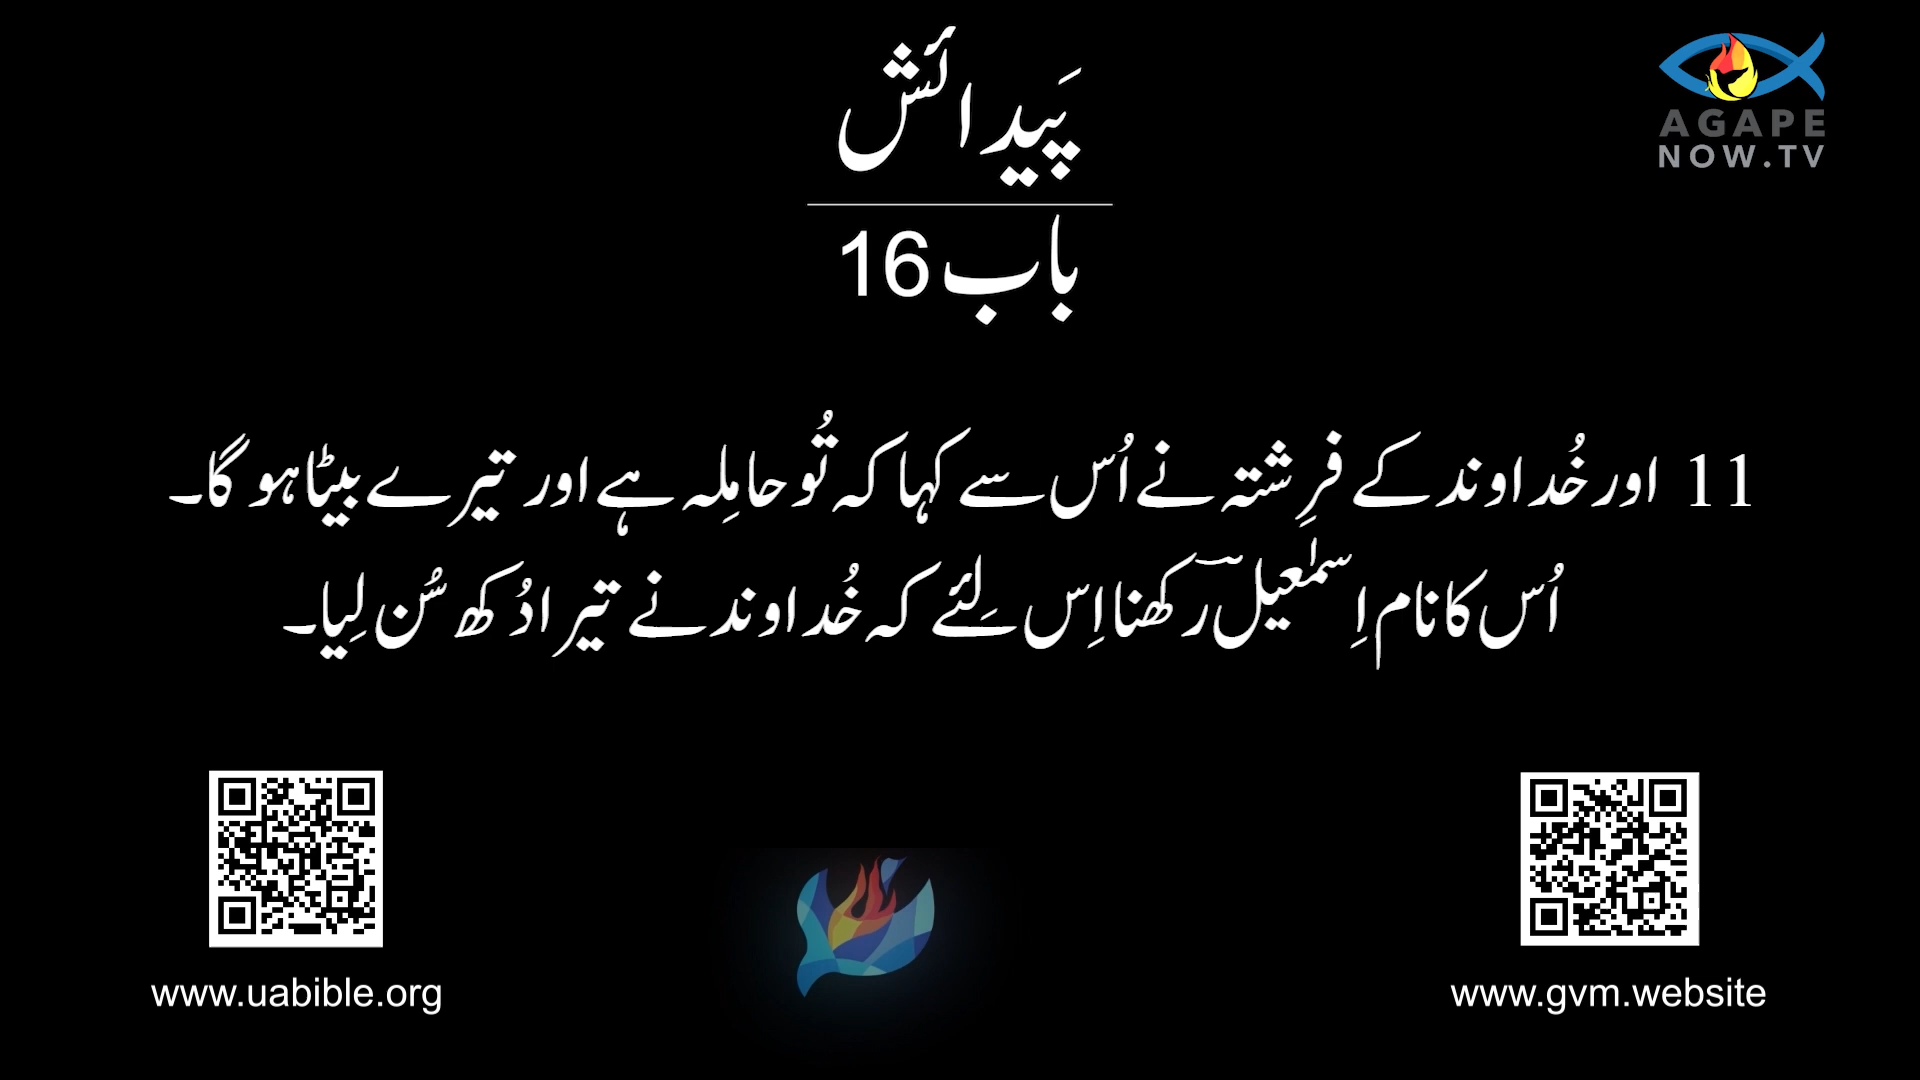 پَیدائش
باب 16
AGAPE
NOW.TV
11 اور خُداوند کے فرِشتہ نے اُس سے کہا کہ تُو حامِلہ ہے اور تیرے بیٹا ہو گا۔
اُس کا نام اِسمٰعیل رؔکھنا اِس لِئے کہ خُداوند نے تیرا دُکھ سُن لِیا۔
www.uabible.org
www.gvm.website